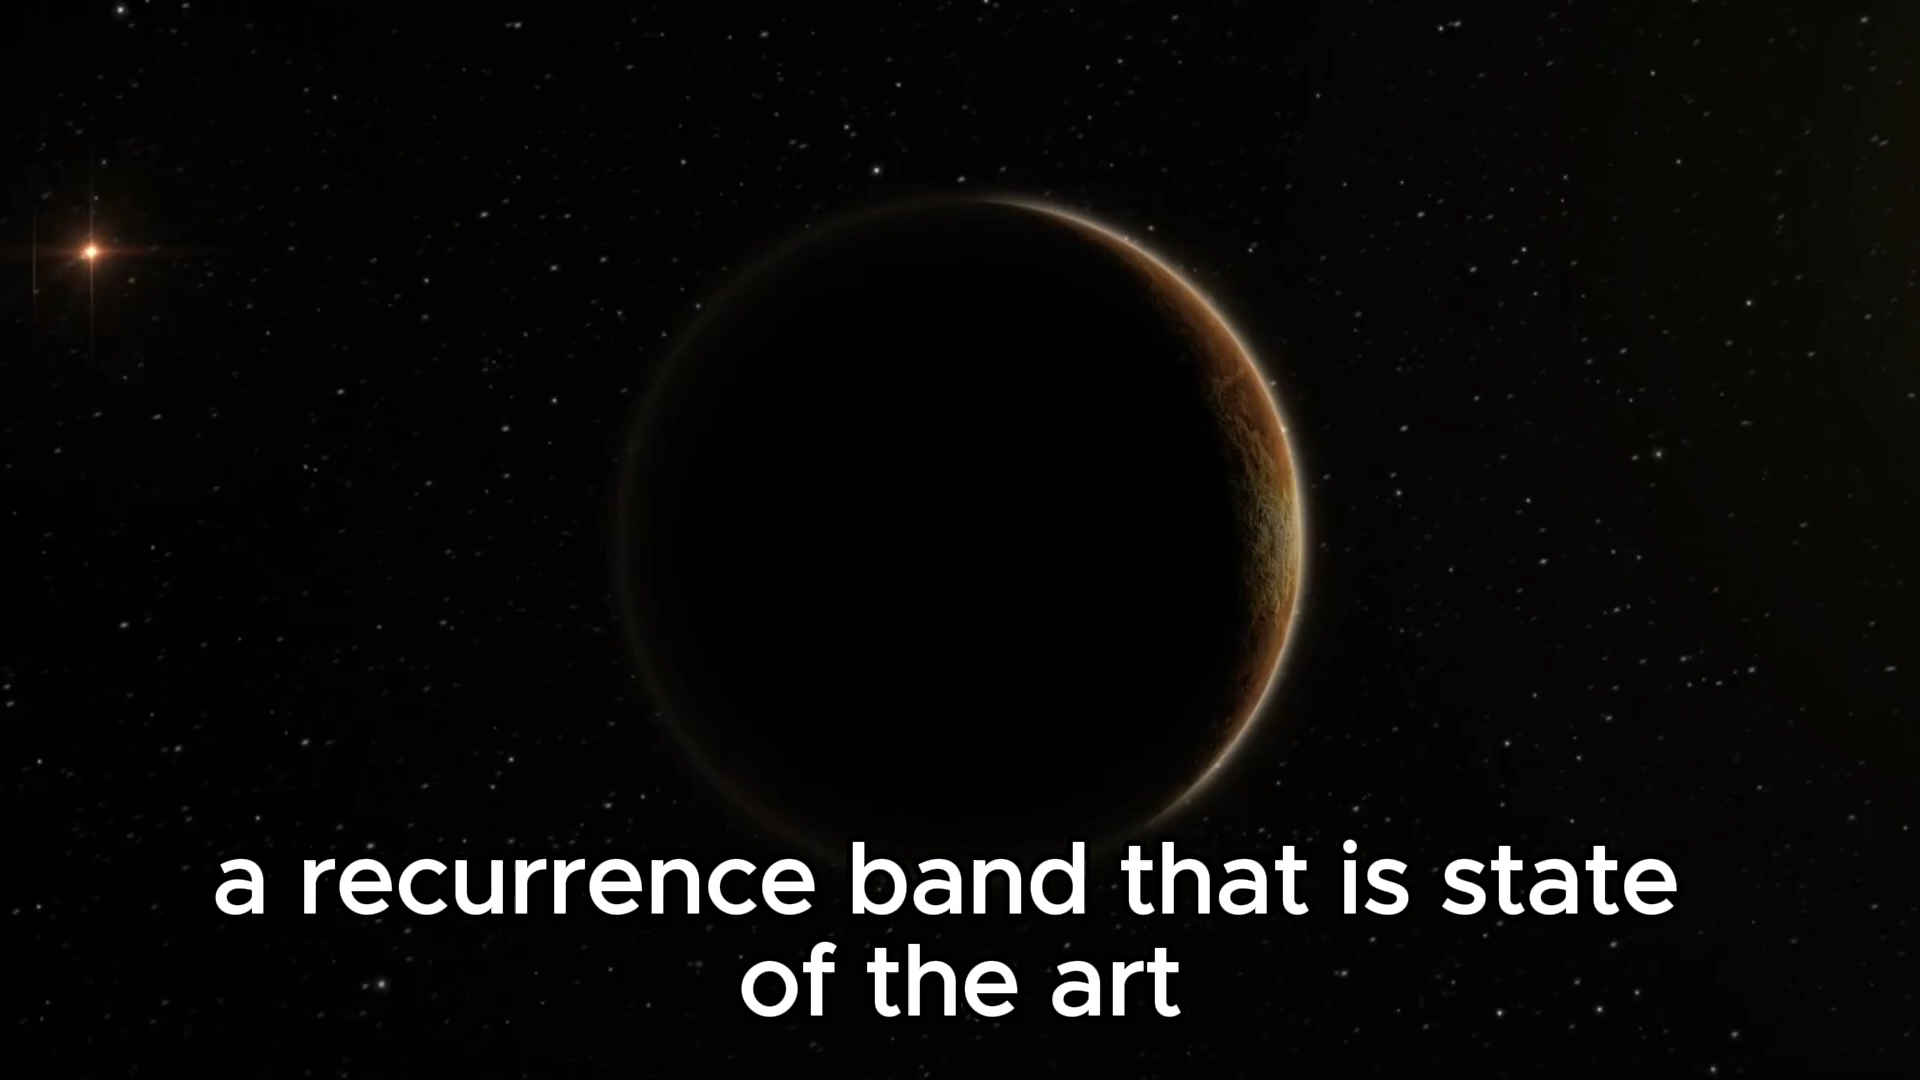 a recurrence band that is state
of the art